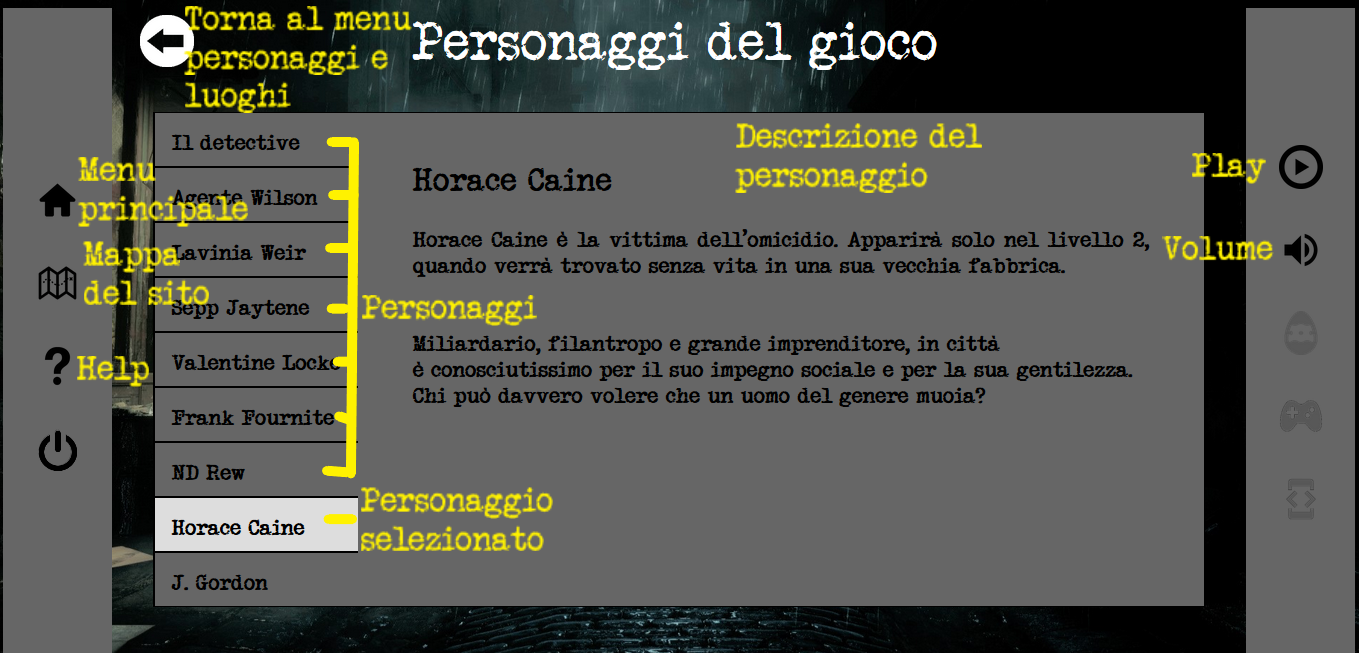 Torna al menu
personaggi e
luoghi
Personaggi del gioco
Menu
principale
Mappa
del sito
Help
Il detective
Agente Wilson
Lavinia Weir
Sepp Jaytene
Valentine Locke
Frank Fournite
ND Rew
Horace Caine
J. Gordon
Personaggi
Personaggio
selezionato
Descrizione del
personaggio
Horace Caine
Horace Caine è la vittima dell'omicidio. Apparirà solo nel livello 2,
quando verrà trovato senza vita in una sua vecchia fabbrica.
Miliardario, filantropo e grande imprenditore, in città
è conosciutissimo per il suo impegno sociale e per la sua gentilezza.
Chi può davvero volere che un uomo del genere muoia?
Play
Volume